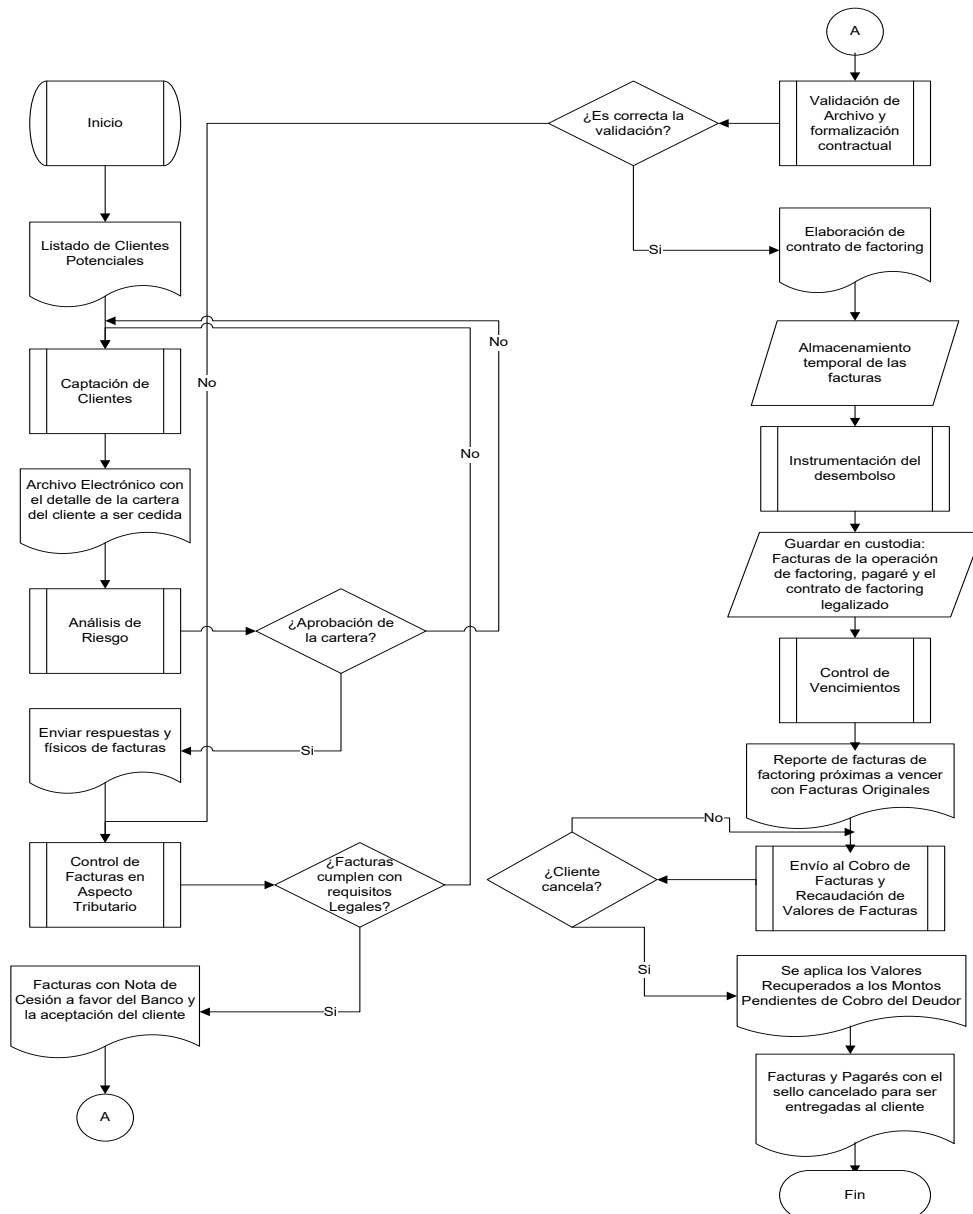 Inicio
Listado de Clientes
Potenciales
Captación de
Clientes
Archivo Electrónico con
el detalle de la cartera
del cliente a ser cedida
Análisis de
Riesgo
¿Aprobación de
la cartera?
No
Si
Enviar respuestas y
físicos de facturas
Control de
Facturas en
Aspecto
Tributario
¿Facturas
cumplen con
requisitos
Legales?
No
Si
Facturas con Nota de
Cesión a favor del Banco y
la aceptación del cliente
A
A
Validación de
Archivo y
formalización
contractual
¿Es correcta la
validación?
No
Si
Elaboración de
contrato de factoring
Almacenamiento
temporal de las
facturas
Instrumentación del
desembolso
Guardar en custodia:
Facturas de la operación
de factoring, pagaré y el
contrato de factoring
legalizado
Control de
Vencimientos
Reporte de facturas de
factoring próximas a vencer
con Facturas Originales
Envío al Cobro de
Facturas y
Recaudación de
Valores de Facturas
¿Cliente
cancela?
No
Si
Se aplica los Valores
Recuperados a los Montos
Pendientes de Cobro del Deudor
Facturas y Pagarés con el
sello cancelado para ser
entregadas al cliente
Fin